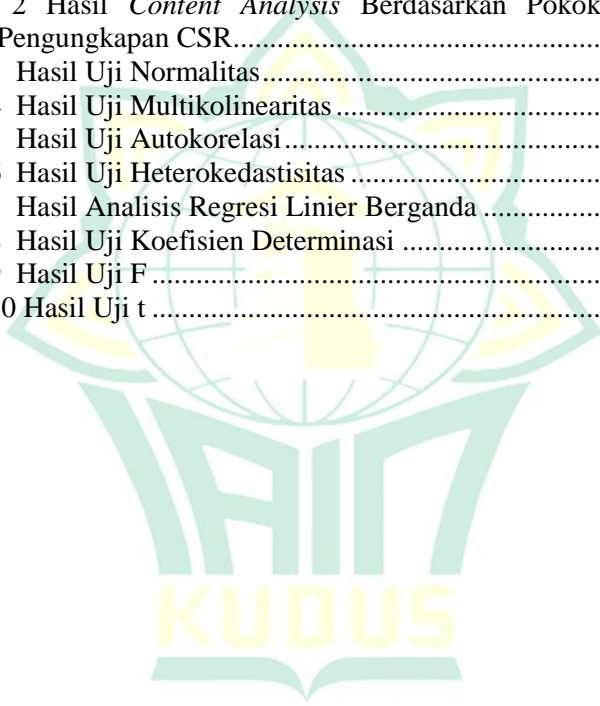 2 Hasil Content Analysis Berdasarkan Pokok
Pengungkapan CSR........................................................
Hasil Uji Normalitas....................................................
Hasil Uji Multikolinearitas..........................................
Hasil Uji Autokorelasi.................................................
Hasil Uji Heterokedastisitas........................................
Hasil Analisis Regresi Linier Berganda ....................
Hasil Uji Koefisien Determinasi ................................
Hasil Uji F ....................................................................
0 Hasil Uji t ....................................................................
IAIN
KUDUS